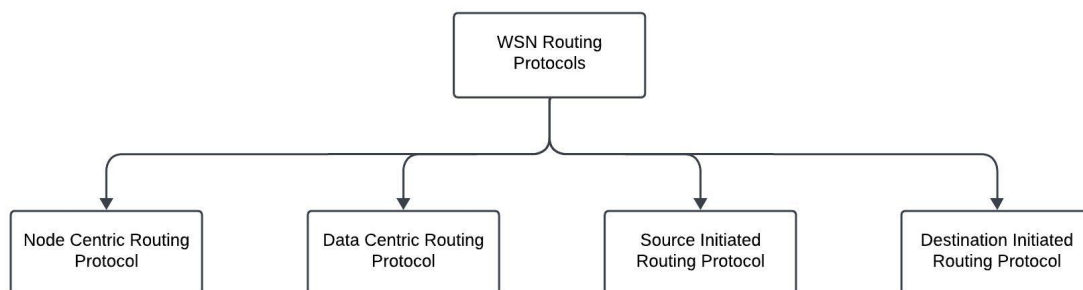 WSN Routing
Protocols
Node Centric Routing
Protocol
Data Centric Routing
Protocol
Source Initiated
Routing Protocol
Destination Initiated
Routing Protocol